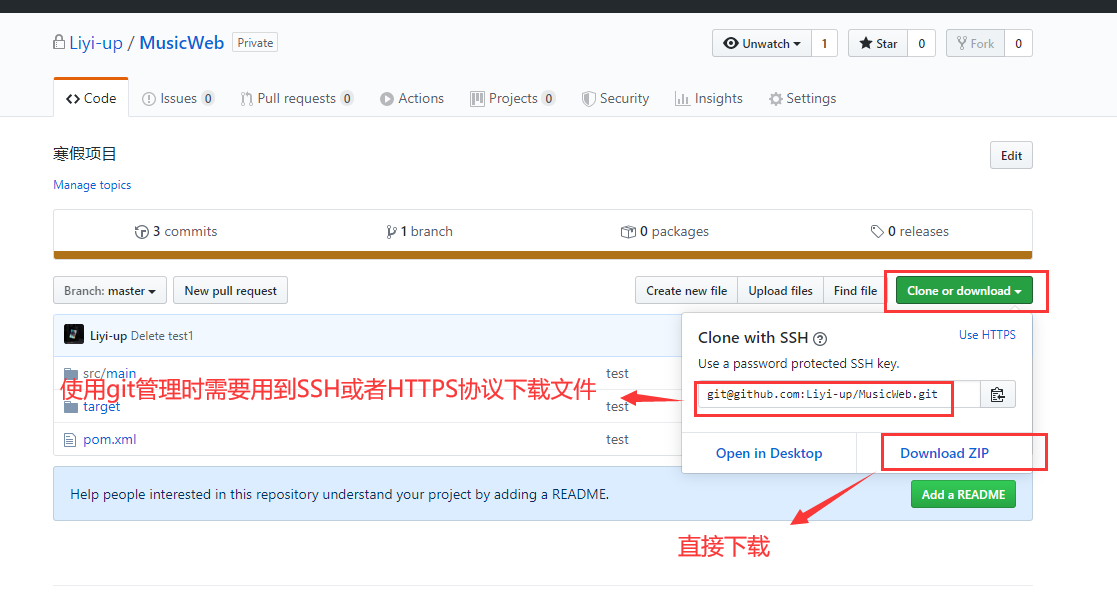 Liyi-up / MusicWeb Private
Unwatch 1 Star 0 Fork 0
Code Issues 0 Pull requests 0 Actions Projects 0 Security Insights Settings
寒假项目
Edit
Manage topics
3 commits 1 branch 0 packages 0 releases
Branch: master New pull request Create new file Upload files Find file Clone or download
Liyi-up Delete test1
Clone with SSH ? Use HTTPS
Use a password protected SSH key.
src/main test
使用git管理时需要用到SSH或者HTTPS协议下载文件
git@github.com:Liyi-up/MusicWeb.git
target test
pom.xml test
Open in Desktop Download ZIP
Help people interested in this repository understand your project by adding a README.
Add a README
直接下载